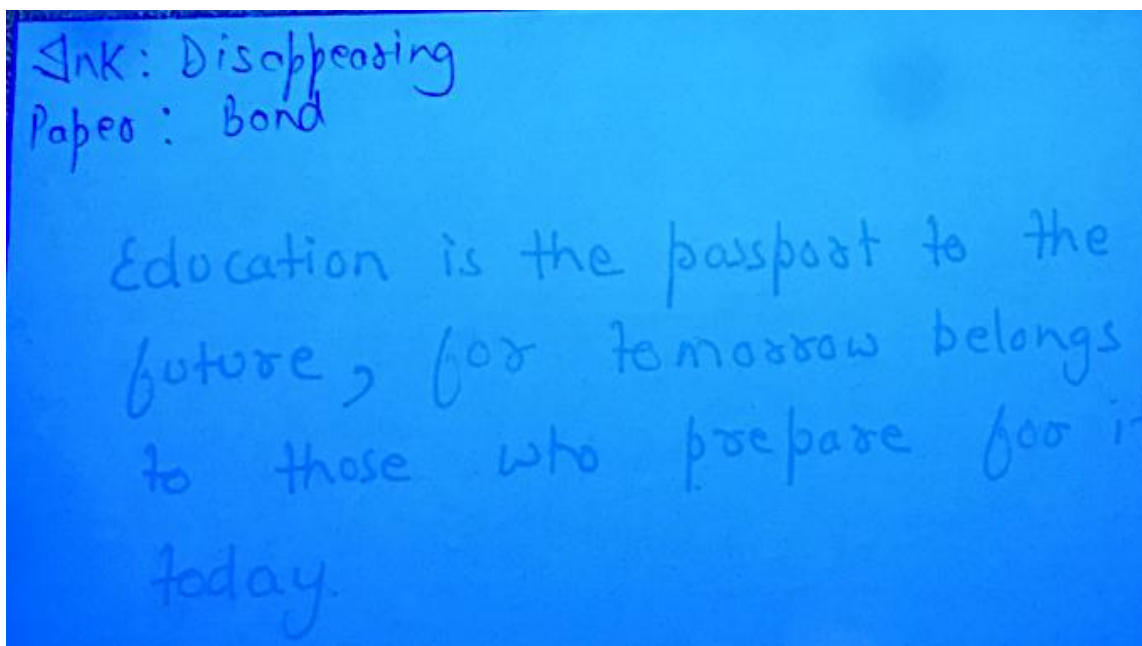 Ink: Disappearing
Paper: Bond
Education is the passport to the
future, for tomorrow belongs
to those who prepare for it
today.